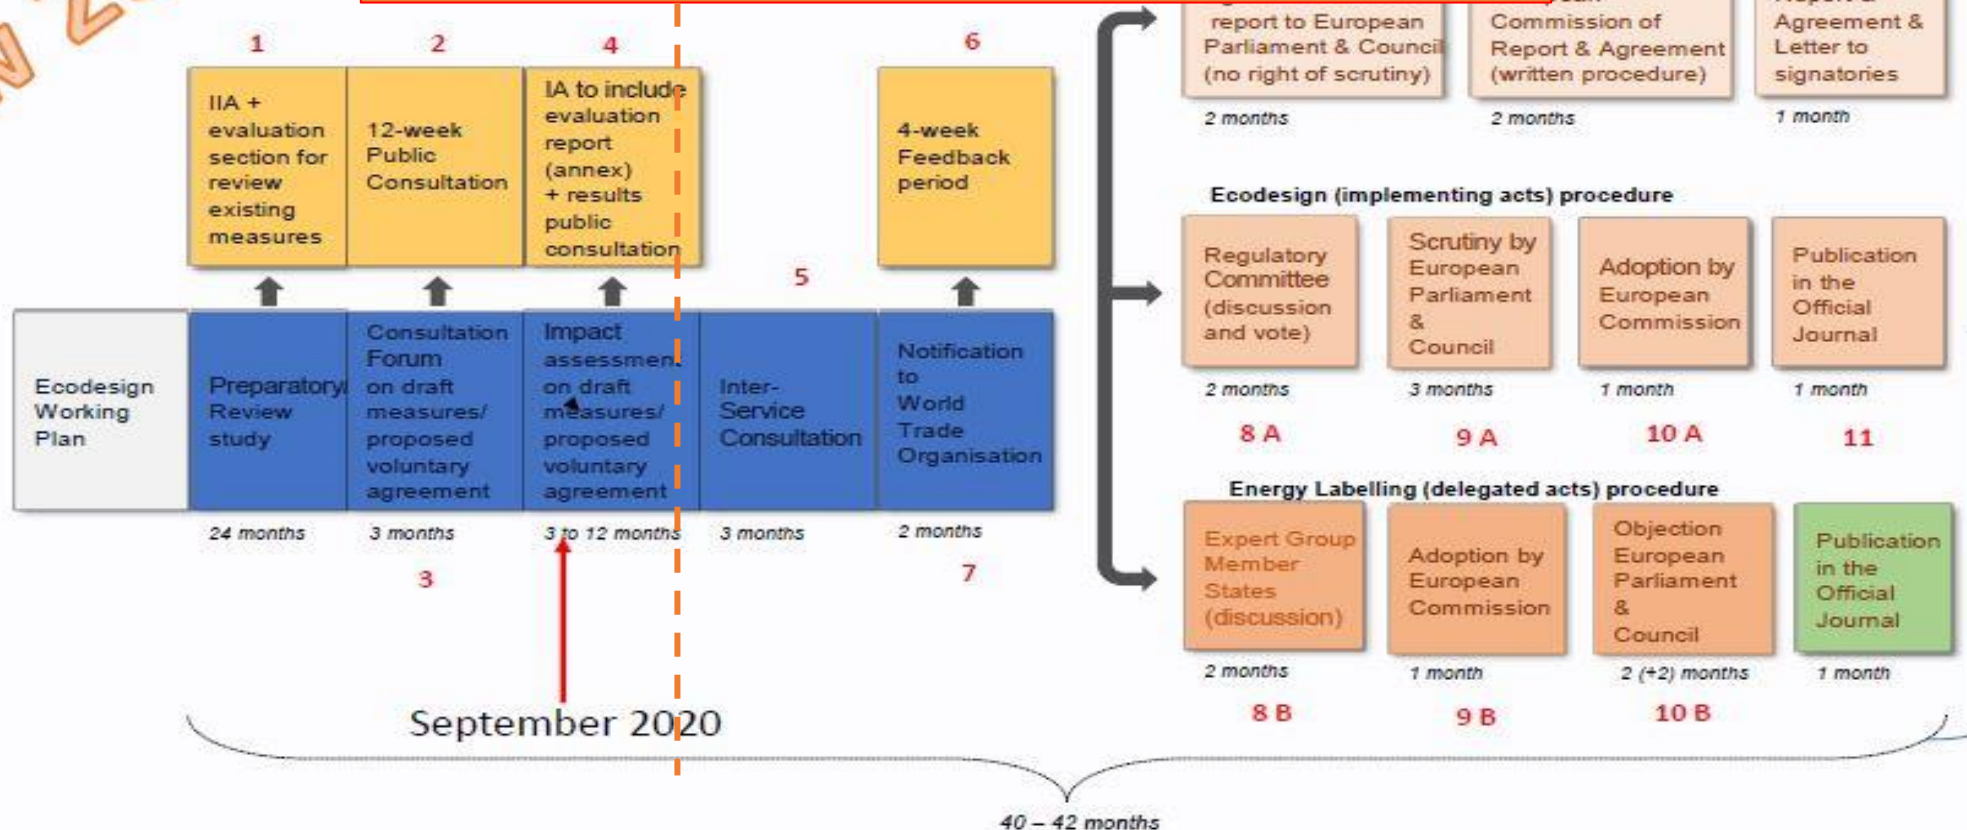 1
2
4
6
IIA +
evaluation
section for
review
existing
measures
12-week
Public
Consultation
IA to include
evaluation
report
(annex)
+ results
public
consultation
4-week
Feedback
period
5
Ecodesign
Working
Plan
Preparatory/
Review
study
Consultation
Forum
on draft
measures/
proposed
voluntary
agreement
Impact
assessment
on draft
measures/
proposed
voluntary
agreement
Inter-
Service
Consultation
Notification
to
World
Trade
Organisation
24 months
3 months
3 to 12 months
3 months
2 months
3
7
September 2020
40 – 42 months
report to European
Parliament & Council
(no right of scrutiny)
Commission of
Report & Agreement
(written procedure)
Agreement &
Letter to
signatories
2 months
2 months
1 month
Ecodesign (implementing acts) procedure
Regulatory
Committee
(discussion
and vote)
Scrutiny by
European
Parliament
&
Council
Adoption by
European
Commission
Publication
in the
Official
Journal
2 months
3 months
1 month
1 month
8 A
9 A
10 A
11
Energy Labelling (delegated acts) procedure
Expert Group
Member
States
(discussion)
Adoption by
European
Commission
Objection
European
Parliament
&
Council
Publication
in the
Official
Journal
2 months
1 month
2 (+2) months
1 month
8 B
9 B
10 B